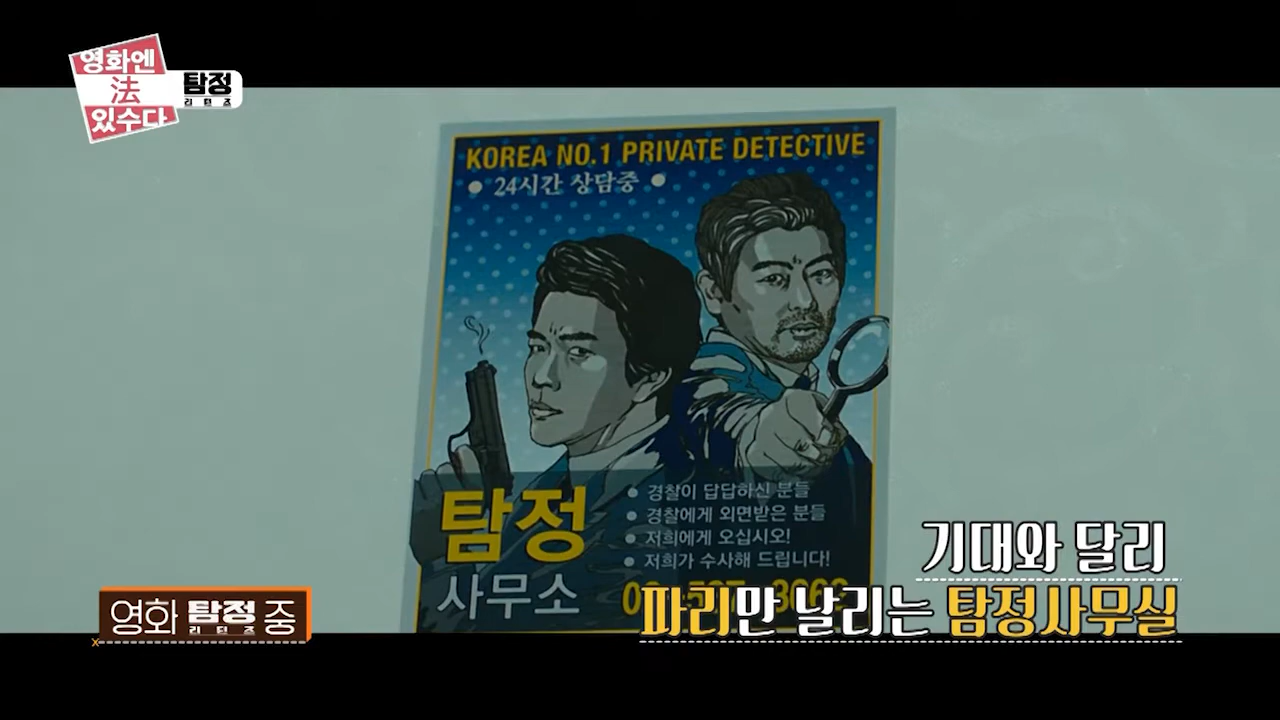 영화엔
法
있수다
탐정
리턴즈
KOREA NO.1 PRIVATE DETECTIVE
● 24시간 상담중 ●
● 경찰이 답답하신 분들
● 경찰에게 외면받은 분들
● 저희에게 오십시오!
● 저희가 수사해 드립니다!
탐정
사무소
기대와 달리
파리만 날리는 탐정사무실
영화 탐정 리턴즈 중